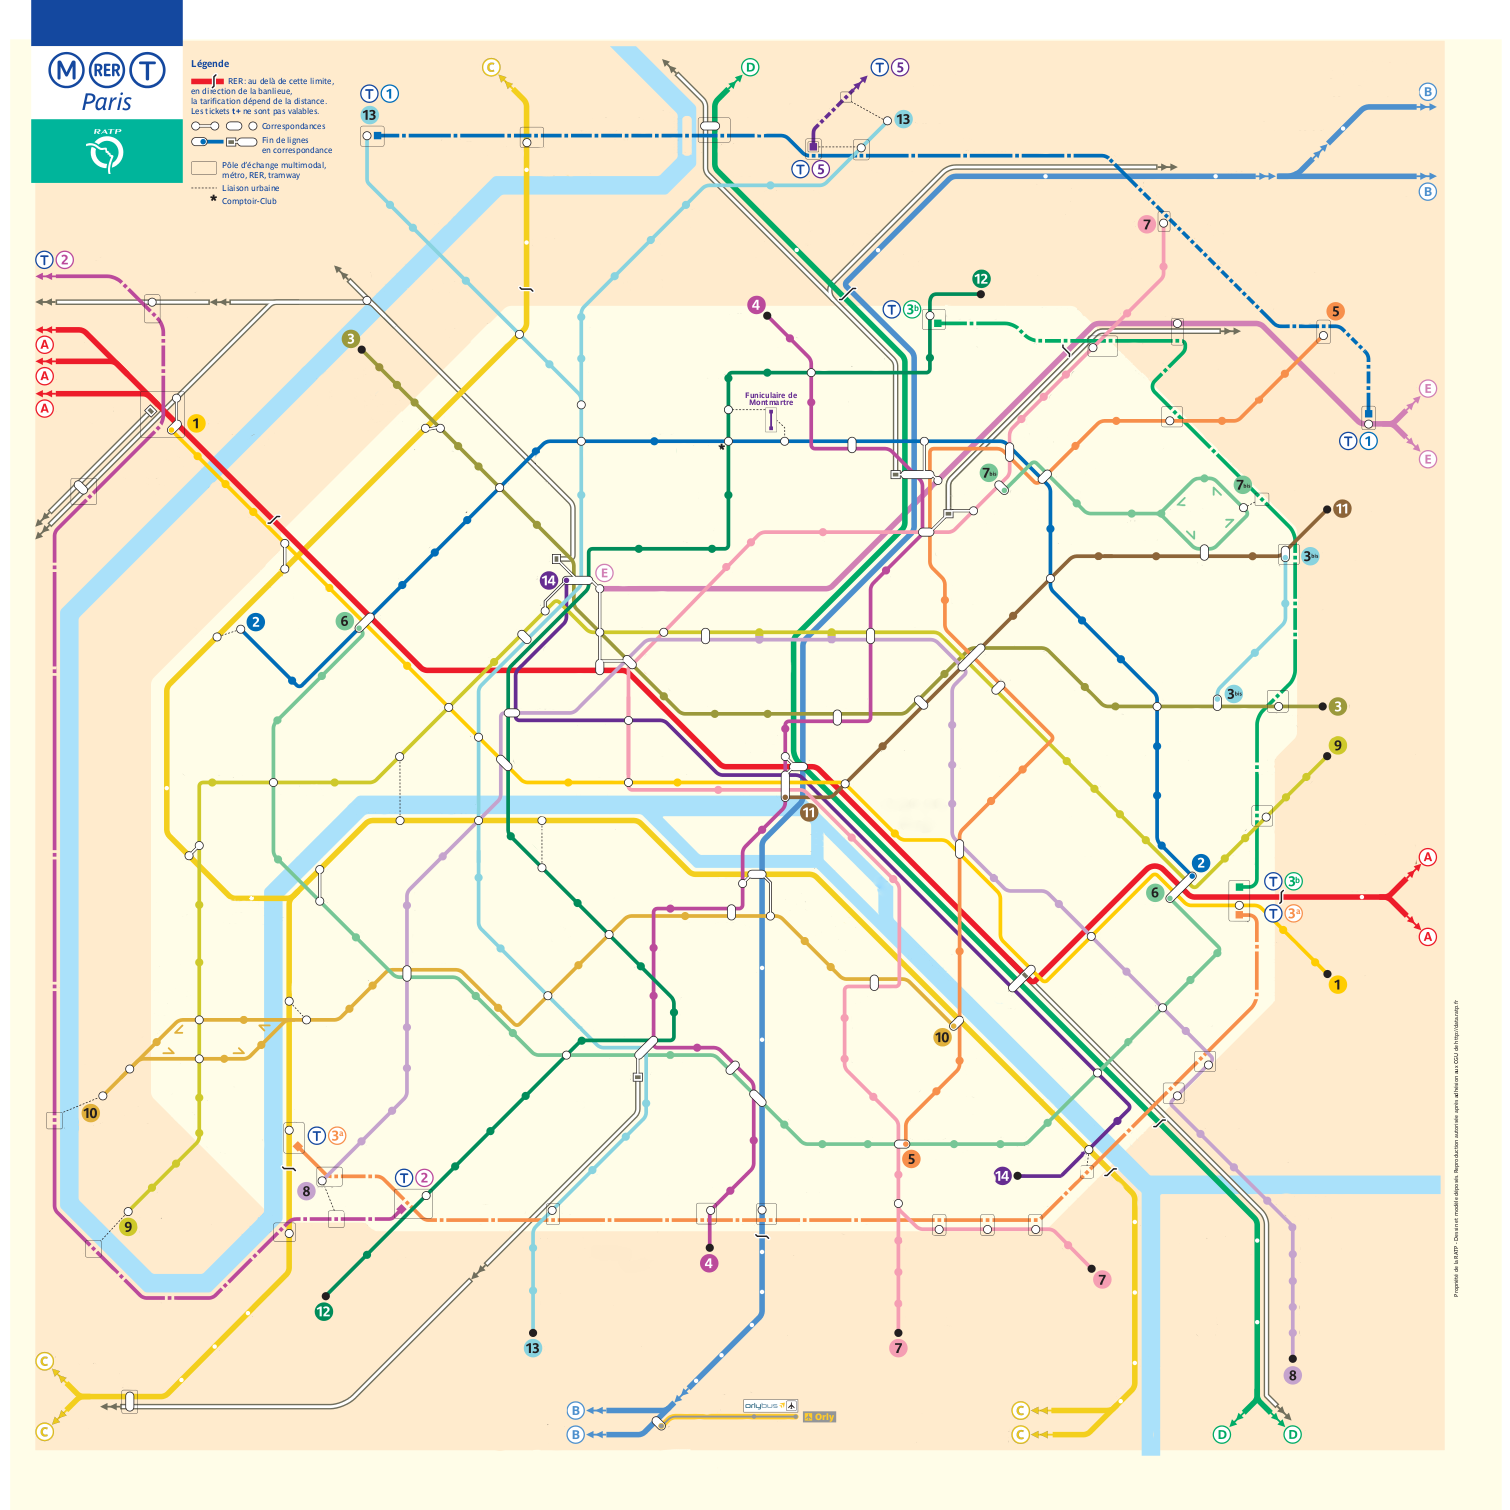 M RER T
Paris
RATP
Légende
RER : au delà de cette limite,
en direction de la banlieue,
la tarification dépend de la distance.
Les tickets t+ ne sont pas valables.
Correspondances
Fin de lignes
en correspondance
Pôle d'échange multimodal,
métro, RER, tramway
Liaison urbaine
* Comptoir-Club
C
D
T 5
T 1
13
13
T 5
B
B
7
T 2
12
4
T 3b
5
3
A
A
A
1
E
T 1
E
Funiculaire de
Montmartre
*
7bis
7bis
11
3bis
14
E
6
2
3bis
3
9
11
2
A
T 3b
6
T 3a
A
1
10
10
T 3a
5
14
8
T 2
9
4
7
12
13
7
8
C
C
B
B
orlybus
Orly
C
C
D
D
Propriété de la RATP - Dessin et modèle déposés. Reproduction autorisée après adhésion aux CGU de http://data.ratp.fr